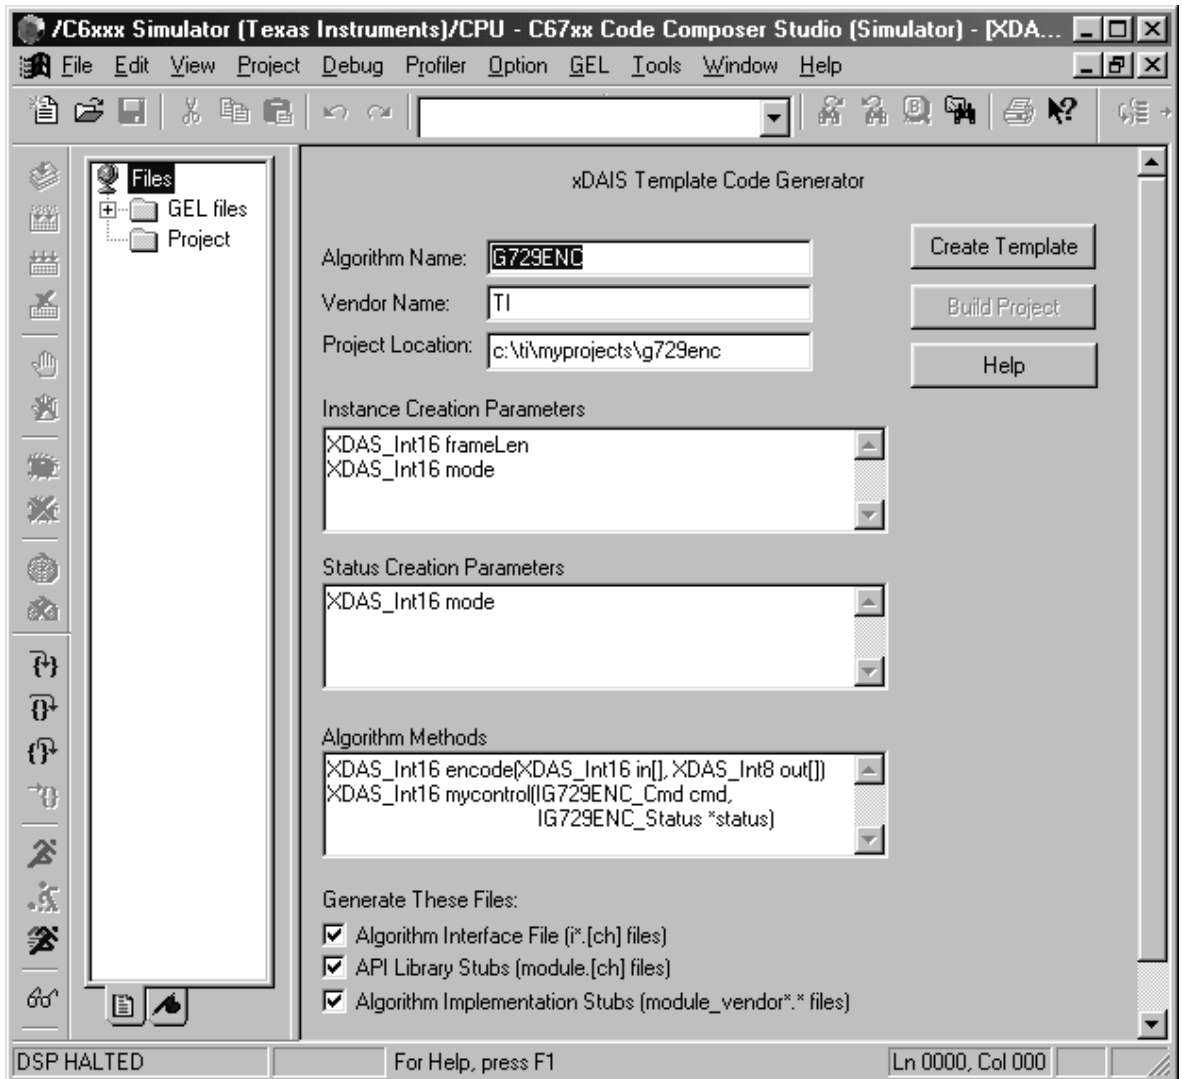 /C6xxx Simulator (Texas Instruments)/CPU - C67xx Code Composer Studio (Simulator) - [XDA...
File Edit View Project Debug Profiler Option GEL Tools Window Help
Files
GEL files
Project
xDAIS Template Code Generator
Algorithm Name: G729ENC
Create Template
Vendor Name: TI
Build Project
Project Location: c:\ti\myprojects\g729enc
Help
Instance Creation Parameters
XDAS_Int16 frameLen
XDAS_Int16 mode
Status Creation Parameters
XDAS_Int16 mode
Algorithm Methods
XDAS_Int16 encode(XDAS_Int16 in[], XDAS_Int8 out[])
XDAS_Int16 mycontrol(IG729ENC_Cmd cmd,
IG729ENC_Status *status)
Generate These Files:
Algorithm Interface File (i*.[ch] files)
API Library Stubs (module.[ch] files)
Algorithm Implementation Stubs (module_vendor*.* files)
DSP HALTED
For Help, press F1
Ln 0000, Col 000